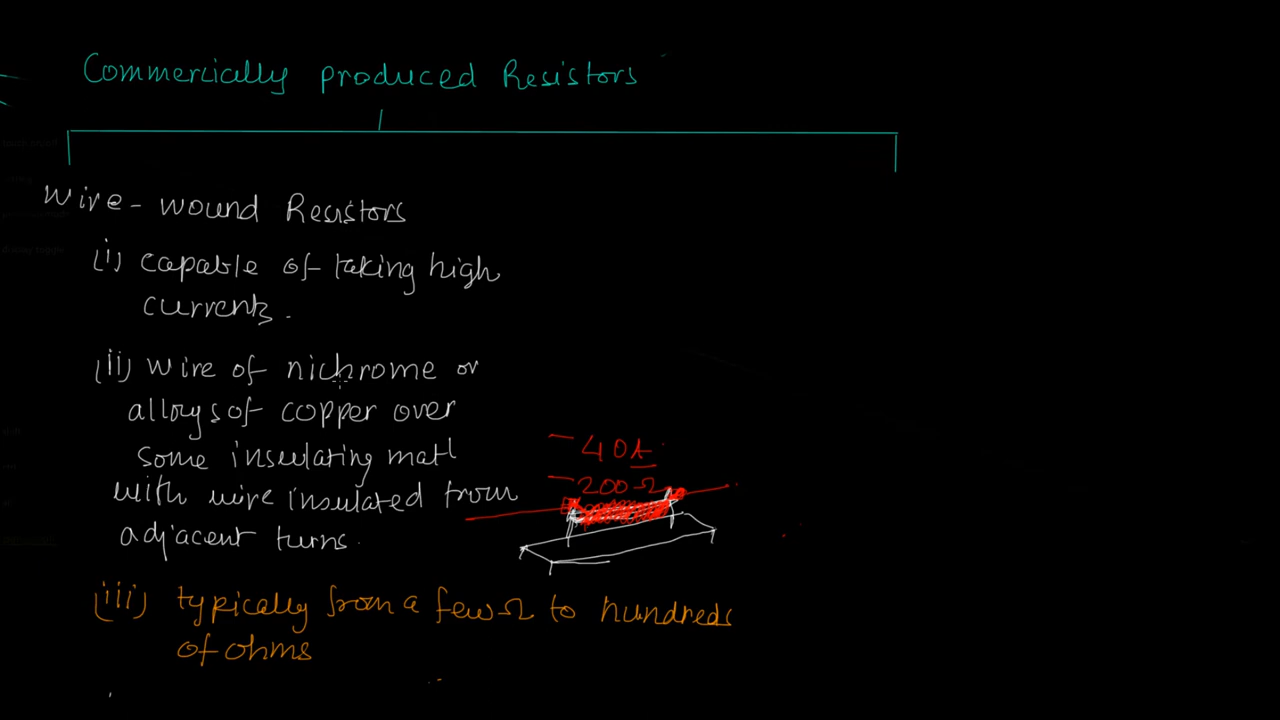 Commercially produced Resistors
Wire-wound Resistors
(i) capable of taking high
currents.
(ii) wire of nichrome or
alloys of copper over
some insulating matl
with wire insulated from
adjacent turns.
- 40A
- 200Ω
(iii) typically from a few Ω to hundreds
of ohms